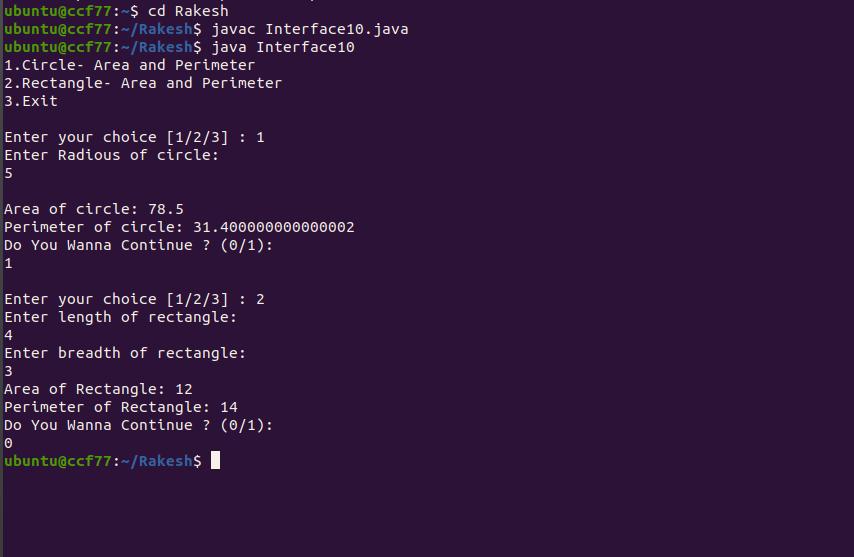 ubuntu@ccf77:~$ cd Rakesh
ubuntu@ccf77:~/Rakesh$ javac Interface10.java
ubuntu@ccf77:~/Rakesh$ java Interface10
1.Circle- Area and Perimeter
2.Rectangle- Area and Perimeter
3.Exit
Enter your choice [1/2/3] : 1
Enter Radious of circle:
5
Area of circle: 78.5
Perimeter of circle: 31.400000000000002
Do You Wanna Continue ? (0/1):
1
Enter your choice [1/2/3] : 2
Enter length of rectangle:
4
Enter breadth of rectangle:
3
Area of Rectangle: 12
Perimeter of Rectangle: 14
Do You Wanna Continue ? (0/1):
0
ubuntu@ccf77:~/Rakesh$